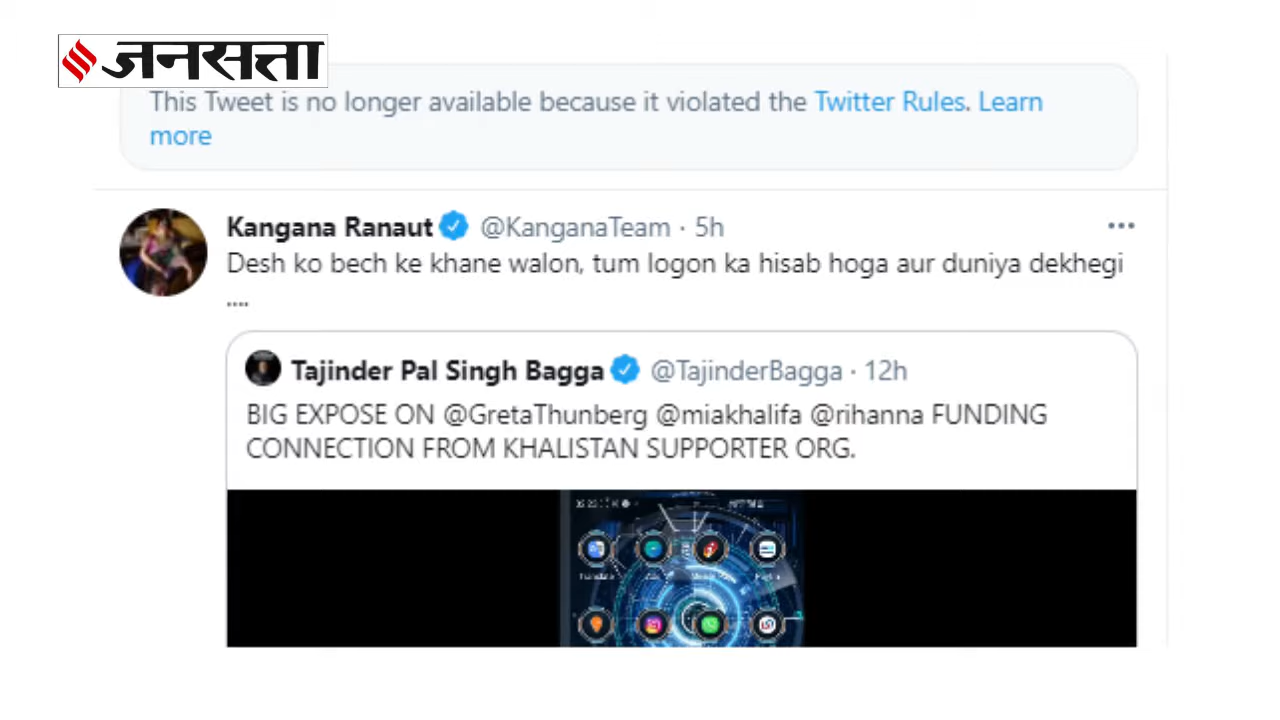 जनसत्ता
This Tweet is no longer available because it violated the Twitter Rules. Learn
more
Kangana Ranaut @KanganaTeam · 5h
Desh ko bech ke khane walon, tum logon ka hisab hoga aur duniya dekhegi
....
Tajinder Pal Singh Bagga @TajinderBagga · 12h
BIG EXPOSE ON @GretaThunberg @miakhalifa @rihanna FUNDING
CONNECTION FROM KHALISTAN SUPPORTER ORG.
Translate